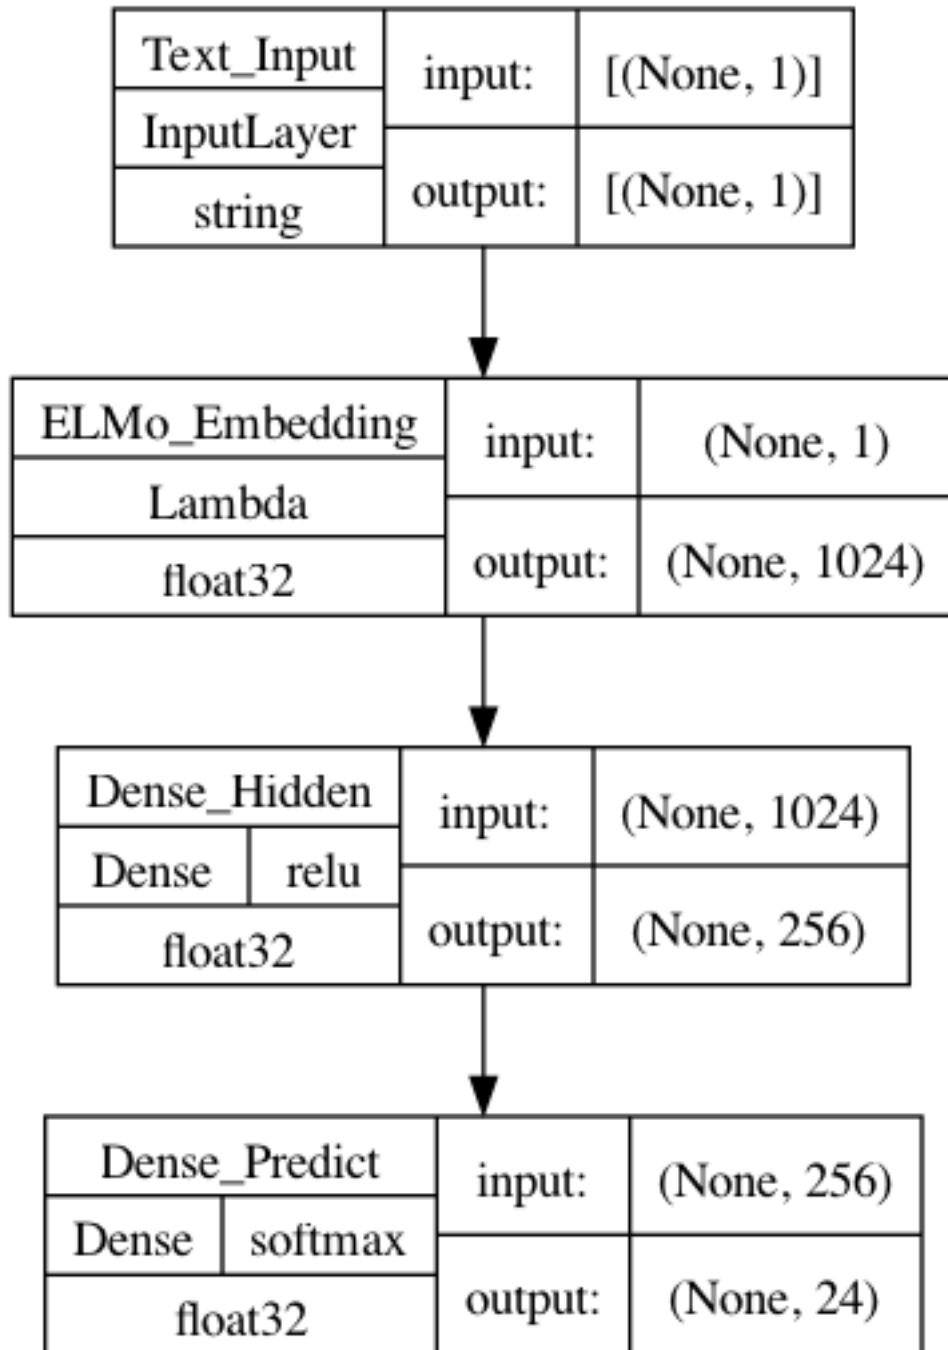 Text_Input
InputLayer
string
input:
[(None, 1)]
output:
[(None, 1)]
ELMo_Embedding
Lambda
float32
input:
(None, 1)
output:
(None, 1024)
Dense_Hidden
Dense
relu
float32
input:
(None, 1024)
output:
(None, 256)
Dense_Predict
Dense
softmax
float32
input:
(None, 256)
output:
(None, 24)